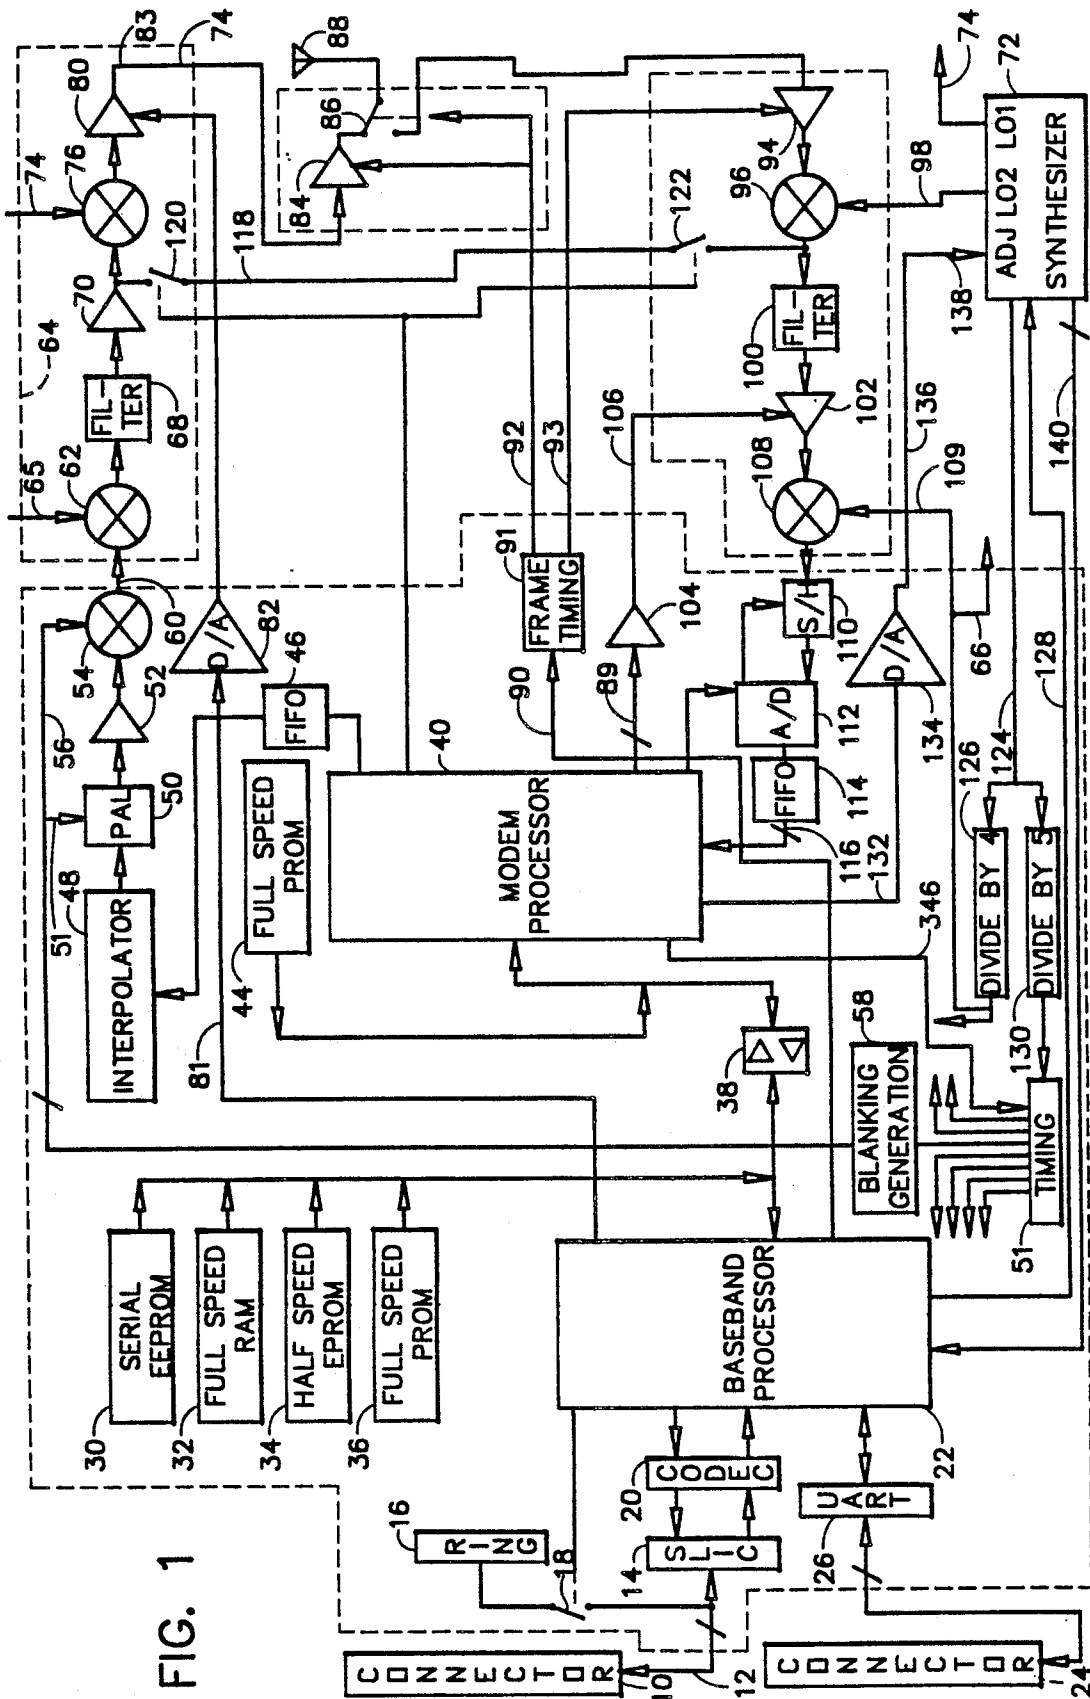 FIG. 1
CONNECTOR
10
12
CONNECTOR
24
RING
16
18
SLIC
14
CODEC
20
UART
26
BASEBAND
PROCESSOR
22
SERIAL
EEPROM
30
FULL SPEED
RAM
32
HALF SPEED
EPROM
34
FULL SPEED
PROM
36
38
81
INTERPOLATOR
48
51
PAL
50
56
52
54
60
D/A
82
FIFO
46
FULL SPEED
PROM
44
MODEM
PROCESSOR
40
65
62
FIL-
TER
68
64
70
74
76
80
83
74
120
118
84
86
88
FRAME
TIMING
91
90
92
93
89
104
106
94
96
122
98
FIL-
TER
100
102
108
109
S/H
110
A/D
112
FIFO
114
116
132
D/A
134
136
138
346
BLANKING
GENERATION
58
TIMING
51
DIVIDE BY 4
126
DIVIDE BY 5
130
124
66
128
140
ADJ LO2 LO1
SYNTHESIZER
72
74